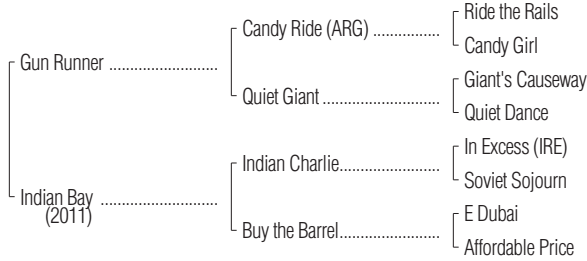 Ride the Rails
Candy Ride (ARG) .................
Candy Girl
Gun Runner ...........................
Giant's Causeway
Quiet Giant .............................
Quiet Dance
In Excess (IRE)
Indian Charlie.........................
Soviet Sojourn
Indian Bay .............................
(2011)
E Dubai
Buy the Barrel.........................
Affordable Price